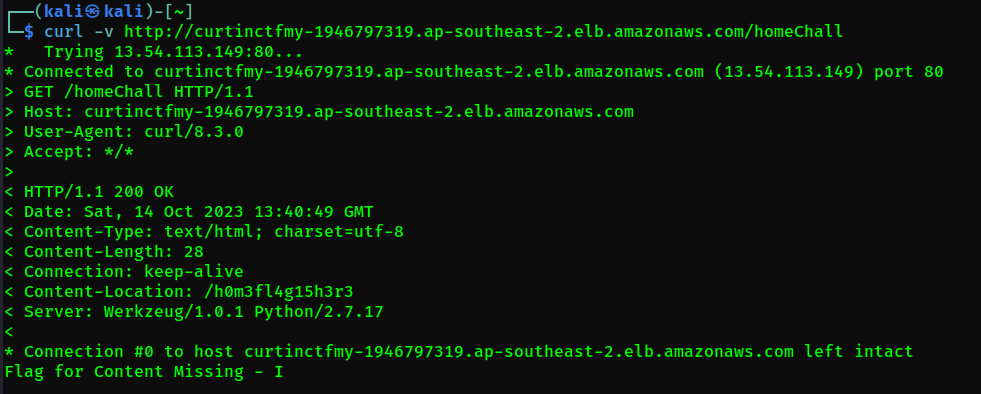 ┌──(kali㉿kali)-[~]
└─$ curl -v http://curtinctfmy-1946797319.ap-southeast-2.elb.amazonaws.com/homeChall
*   Trying 13.54.113.149:80...
* Connected to curtinctfmy-1946797319.ap-southeast-2.elb.amazonaws.com (13.54.113.149) port 80
> GET /homeChall HTTP/1.1
> Host: curtinctfmy-1946797319.ap-southeast-2.elb.amazonaws.com
> User-Agent: curl/8.3.0
> Accept: */*
>
< HTTP/1.1 200 OK
< Date: Sat, 14 Oct 2023 13:40:49 GMT
< Content-Type: text/html; charset=utf-8
< Content-Length: 28
< Connection: keep-alive
< Content-Location: /h0m3fl4g15h3r3
< Server: Werkzeug/1.0.1 Python/2.7.17
<
* Connection #0 to host curtinctfmy-1946797319.ap-southeast-2.elb.amazonaws.com left intact
Flag for Content Missing - I